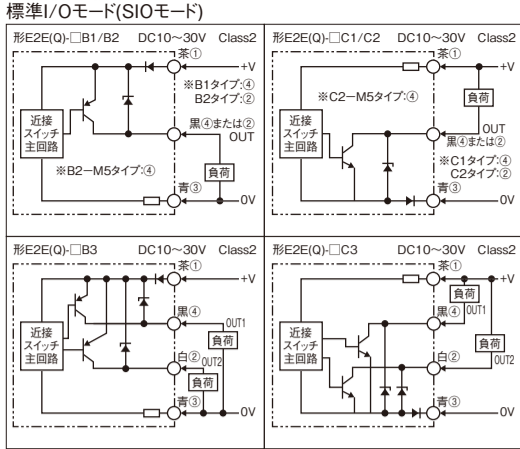 標準I/Oモード(SIOモード)
形E2E(Q)-□B1/B2 DC10～30V Class2
茶①
+V
※B1タイプ:④
B2タイプ:②
近接
スイッチ
主回路
黒④または②
OUT
※B2－M5タイプ:④
負荷
青③
0V
形E2E(Q)-□C1/C2 DC10～30V Class2
茶①
+V
※C2－M5タイプ:④
負荷
近接
スイッチ
主回路
OUT
黒④または②
※C1タイプ:④
C2タイプ:②
青③
0V
形E2E(Q)-□B3 DC10～30V Class2
茶①
+V
黒④
OUT1
近接
スイッチ
主回路
負荷
白②
OUT2
負荷
青③
0V
形E2E(Q)-□C3 DC10～30V Class2
茶①
+V
負荷
黒④
OUT1
近接
スイッチ
主回路
負荷
白②
OUT2
青③
0V